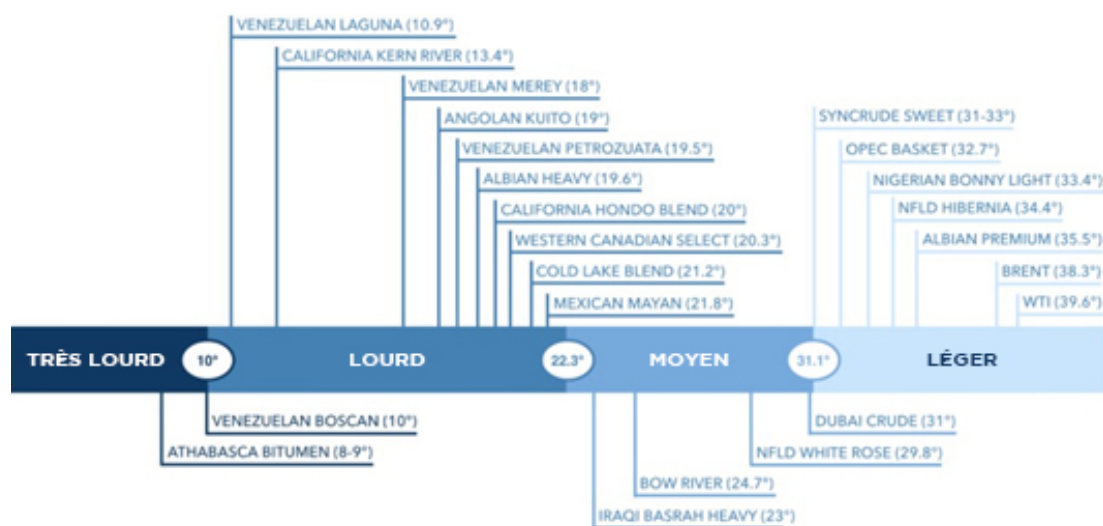 VENEZUELAN LAGUNA (10.9°)
CALIFORNIA KERN RIVER (13.4°)
VENEZUELAN MEREY (18°)
ANGOLAN KUITO (19°)
SYNCRUDE SWEET (31-33°)
VENEZUELAN PETROZUATA (19.5°)
OPEC BASKET (32.7°)
ALBIAN HEAVY (19.6°)
NIGERIAN BONNY LIGHT (33.4°)
CALIFORNIA HONDO BLEND (20°)
NFLD HIBERNIA (34.4°)
WESTERN CANADIAN SELECT (20.3°)
ALBIAN PREMIUM (35.5°)
COLD LAKE BLEND (21.2°)
BRENT (38.3°)
MEXICAN MAYAN (21.8°)
WTI (39.6°)
TRÈS LOURD 10° LOURD 22.3° MOYEN 31.1° LÉGER
VENEZUELAN BOSCAN (10°)
DUBAI CRUDE (31°)
ATHABASCA BITUMEN (8-9°)
NFLD WHITE ROSE (29.8°)
BOW RIVER (24.7°)
IRAQI BASRAH HEAVY (23°)